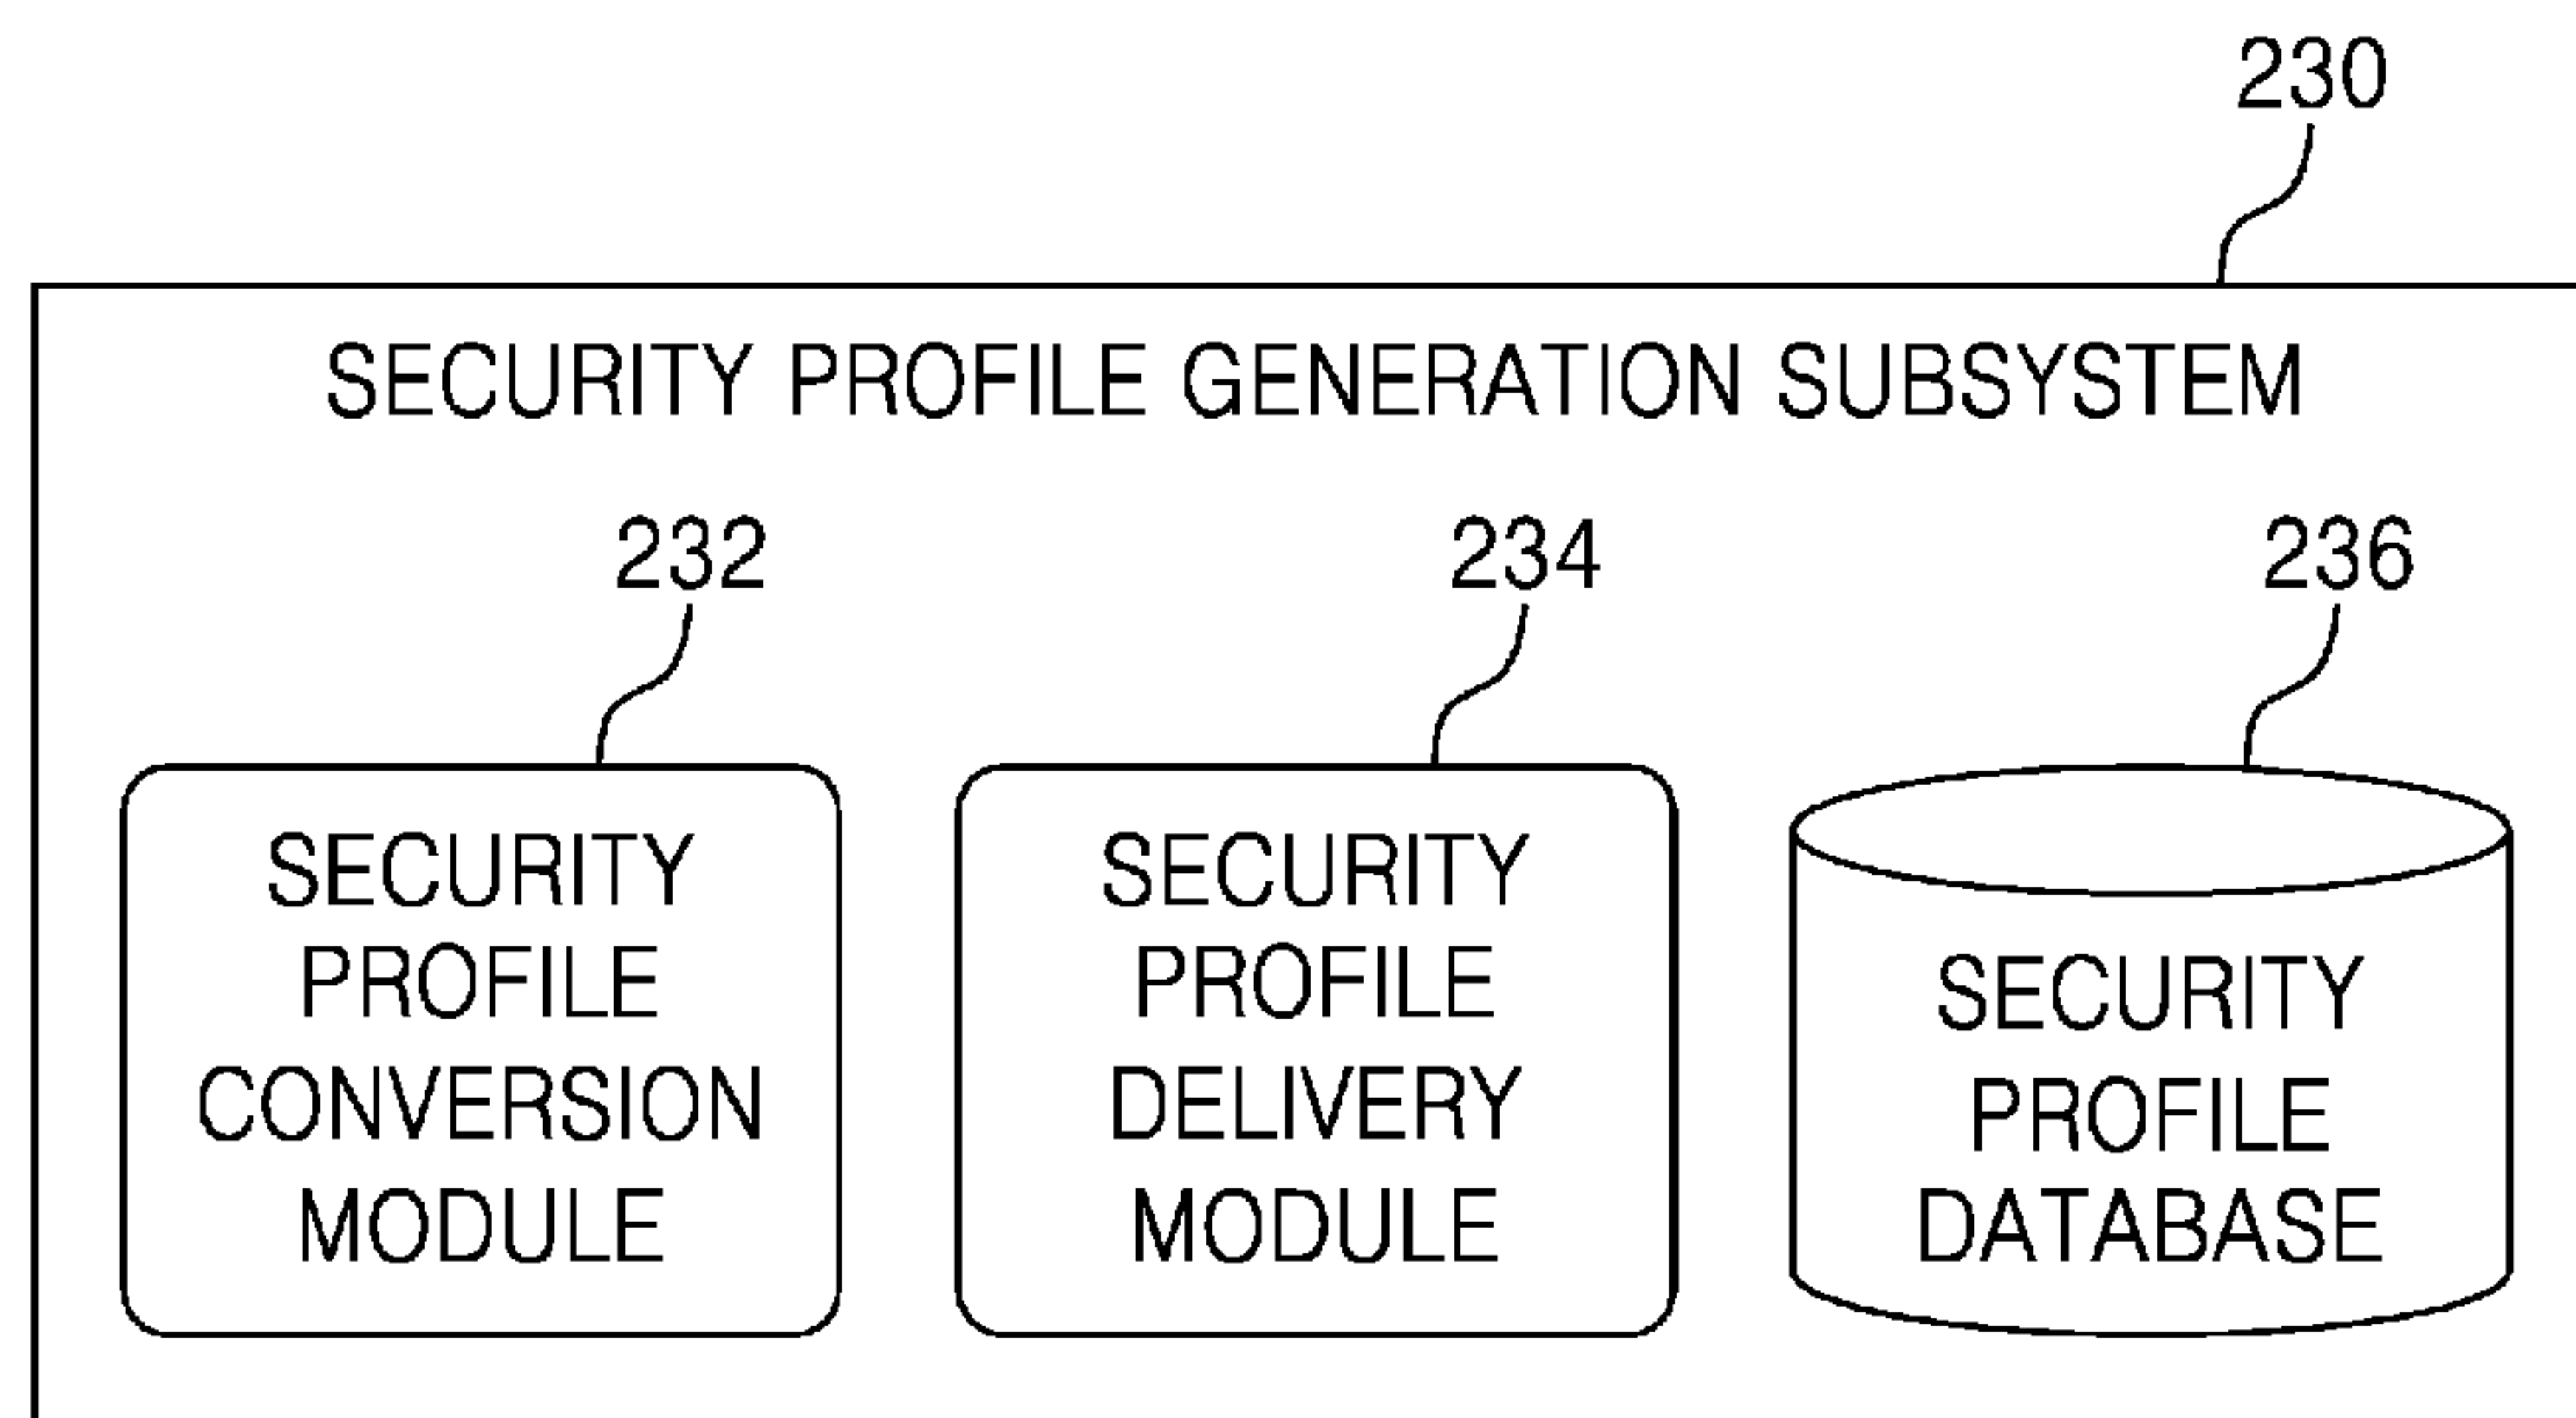 230
SECURITY PROFILE GENERATION SUBSYSTEM
232
234
236
SECURITY
PROFILE
CONVERSION
MODULE
SECURITY
PROFILE
DELIVERY
MODULE
SECURITY
PROFILE
DATABASE